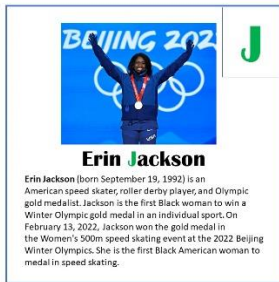 BEIJING 202
J
Erin Jackson
Erin Jackson (born September 19, 1992) is an
American speed skater, roller derby player, and Olympic
gold medalist. Jackson is the first Black woman to win a
Winter Olympic gold medal in an individual sport. On
February 13, 2022, Jackson won the gold medal in
the Women's 500m speed skating event at the 2022 Beijing
Winter Olympics. She is the first Black American woman to
medal in speed skating.